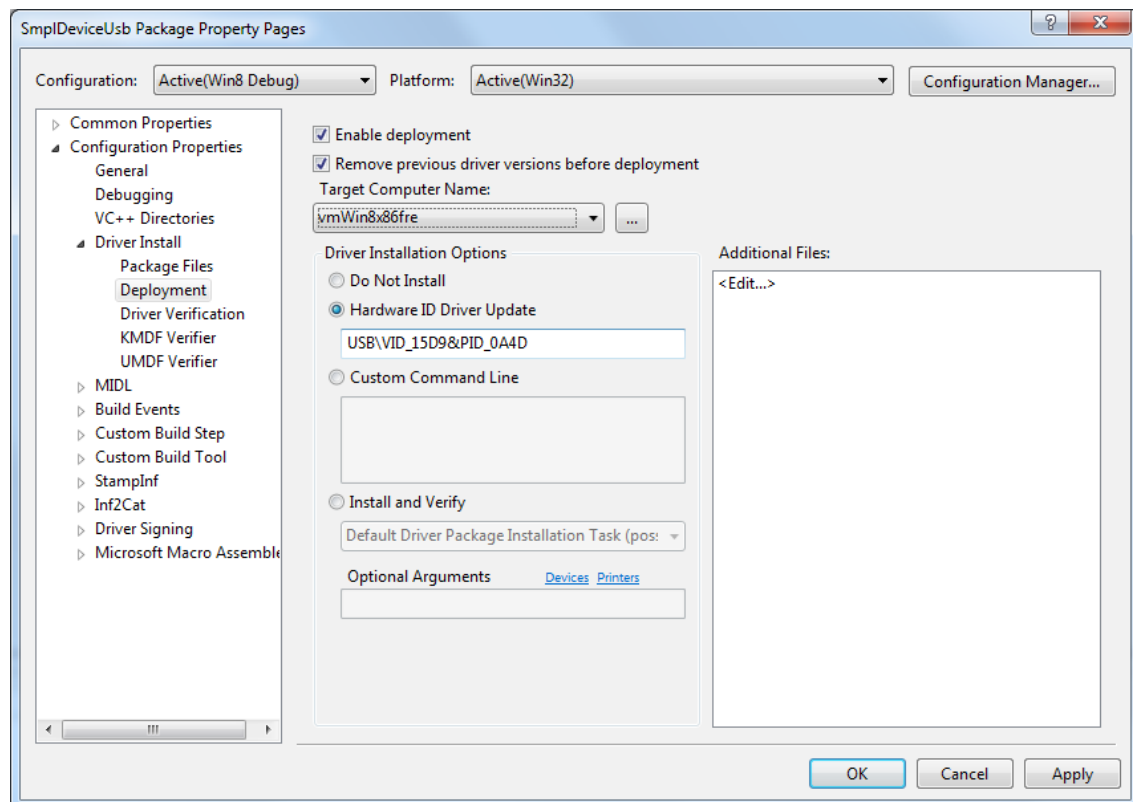 SmplDeviceUsb Package Property Pages
Configuration: Active(Win8 Debug) Platform: Active(Win32) Configuration Manager...
Common Properties
Configuration Properties
General
Debugging
VC++ Directories
Driver Install
Package Files
Deployment
Driver Verification
KMDF Verifier
UMDF Verifier
MIDL
Build Events
Custom Build Step
Custom Build Tool
StampInf
Inf2Cat
Driver Signing
Microsoft Macro Assemble
Enable deployment
Remove previous driver versions before deployment
Target Computer Name:
vmWin8x86fre ...
Driver Installation Options
Do Not Install
Hardware ID Driver Update
USB\VID_15D9&PID_0A4D
Custom Command Line
Install and Verify
Default Driver Package Installation Task (pos:
Optional Arguments Devices Printers
Additional Files:
<Edit...>
OK Cancel Apply